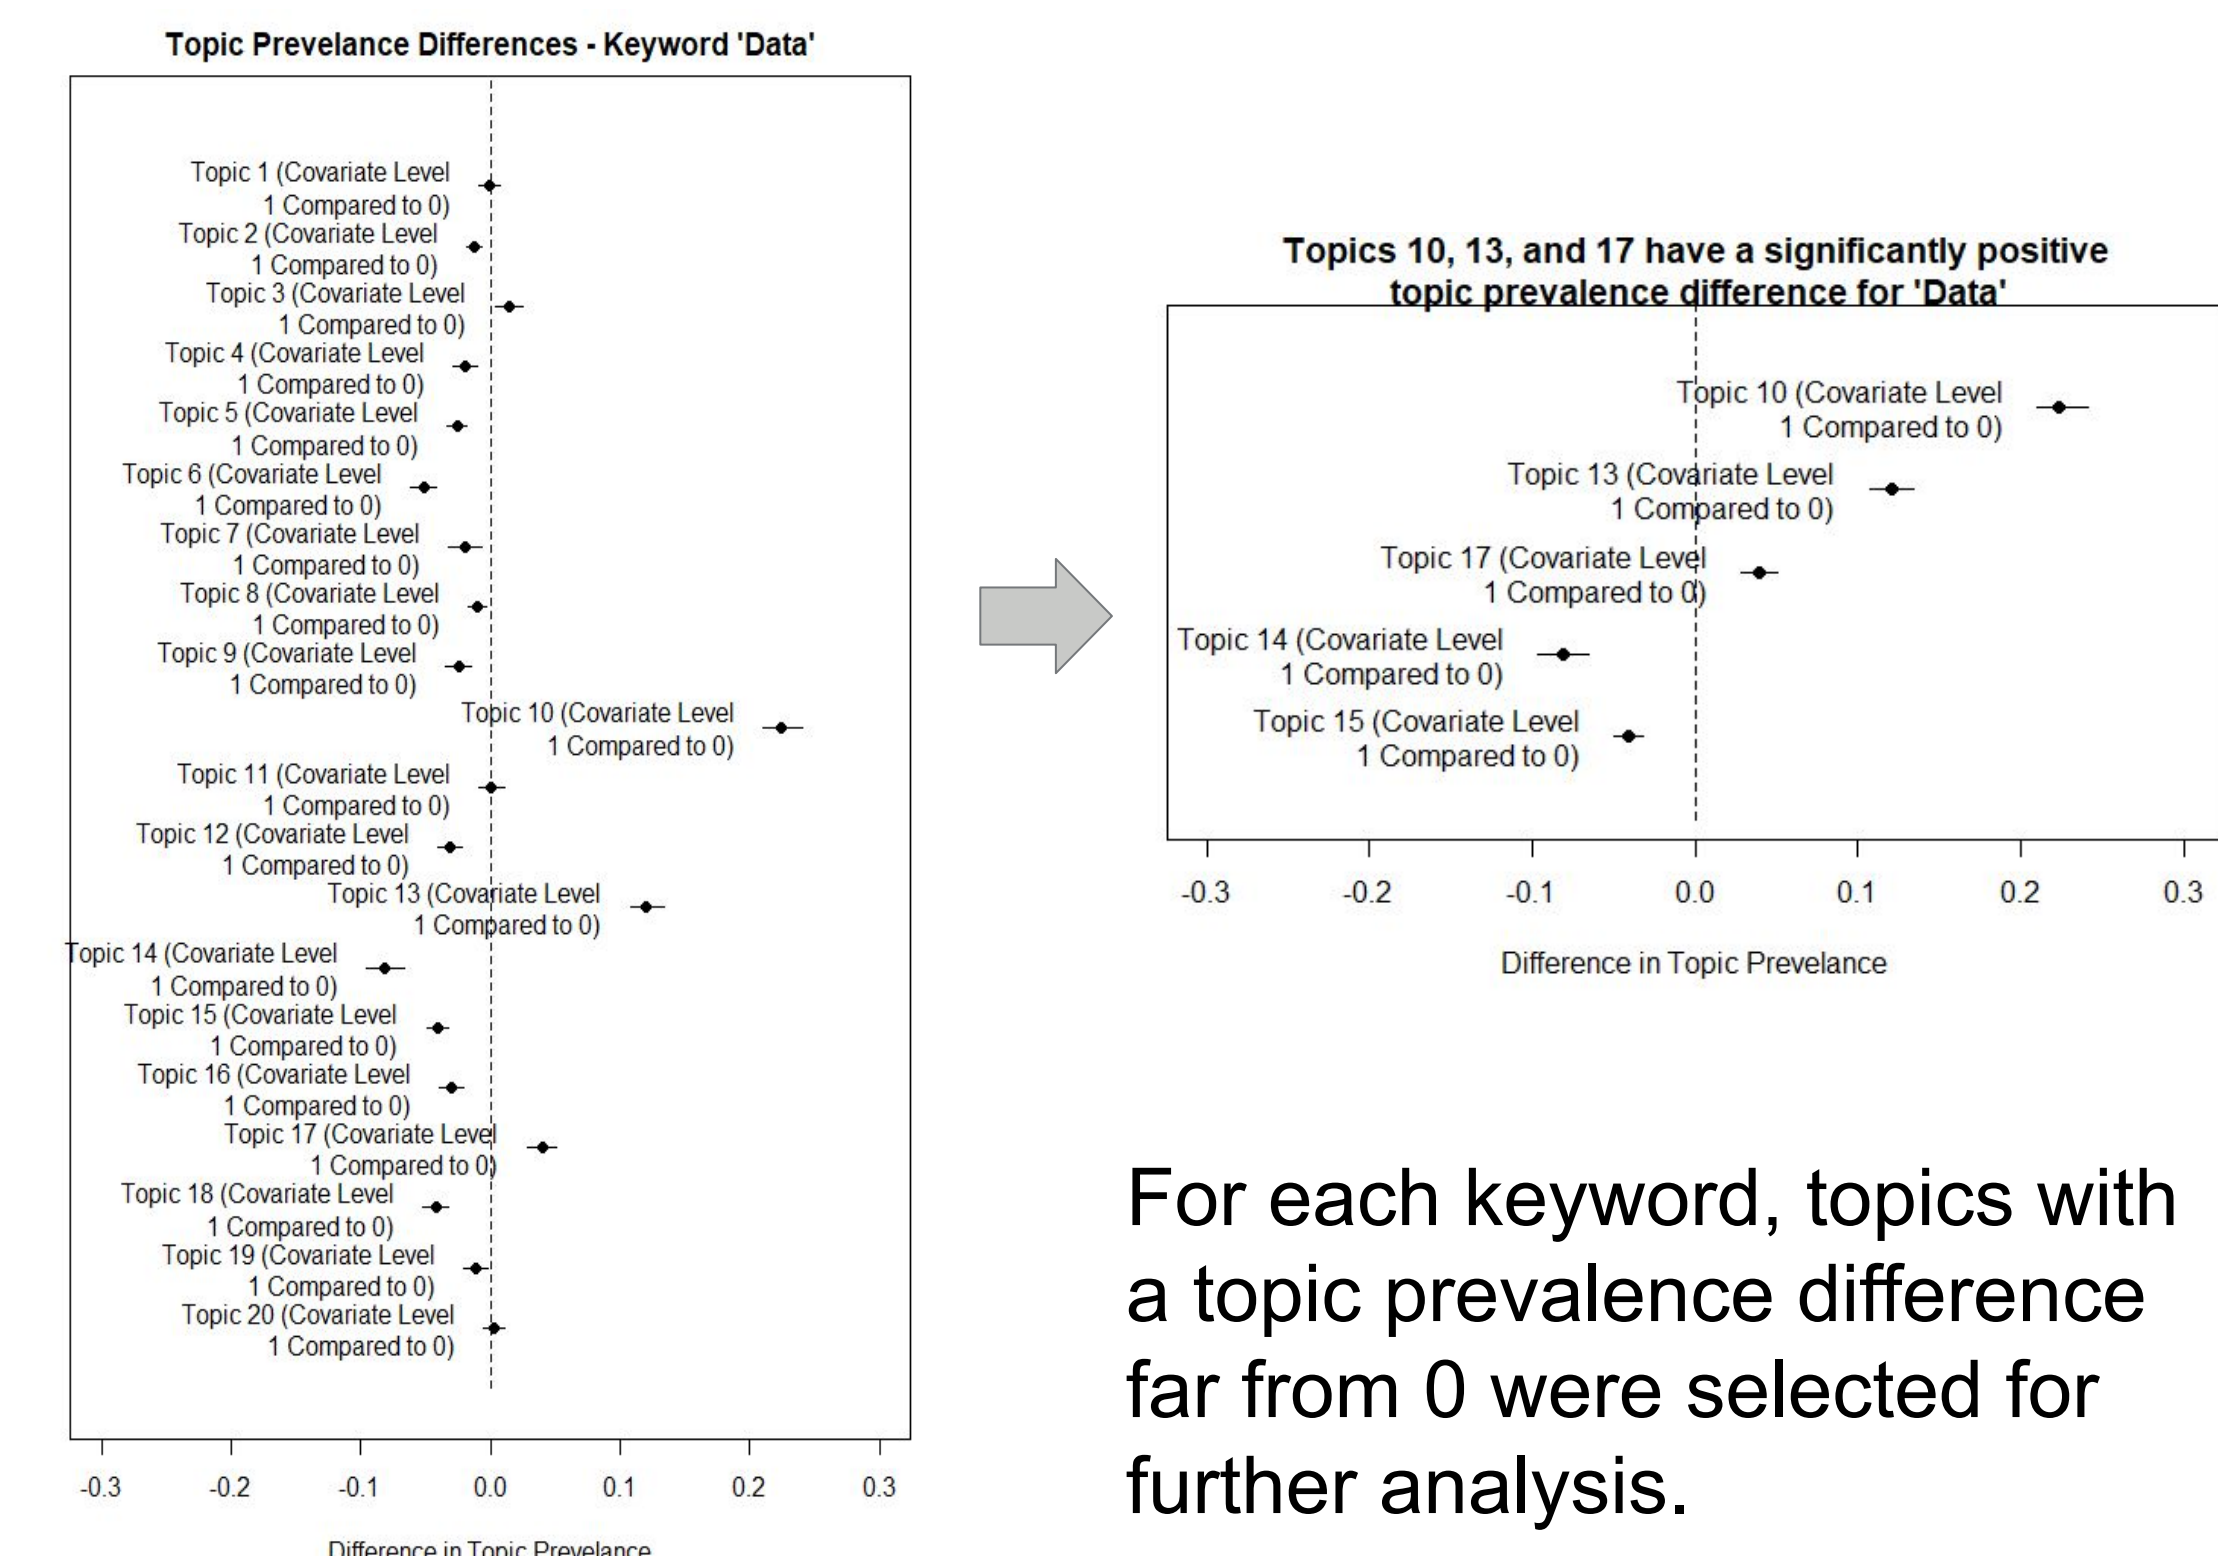 Topic Prevelance Differences - Keyword 'Data'
Topic 1 (Covariate Level
1 Compared to 0)
Topic 2 (Covariate Level
1 Compared to 0)
Topic 3 (Covariate Level
1 Compared to 0)
Topic 4 (Covariate Level
1 Compared to 0)
Topic 5 (Covariate Level
1 Compared to 0)
Topic 6 (Covariate Level
1 Compared to 0)
Topic 7 (Covariate Level
1 Compared to 0)
Topic 8 (Covariate Level
1 Compared to 0)
Topic 9 (Covariate Level
1 Compared to 0)
Topic 10 (Covariate Level
1 Compared to 0)
Topic 11 (Covariate Level
1 Compared to 0)
Topic 12 (Covariate Level
1 Compared to 0)
Topic 13 (Covariate Level
1 Compared to 0)
Topic 14 (Covariate Level
1 Compared to 0)
Topic 15 (Covariate Level
1 Compared to 0)
Topic 16 (Covariate Level
1 Compared to 0)
Topic 17 (Covariate Level
1 Compared to 0)
Topic 18 (Covariate Level
1 Compared to 0)
Topic 19 (Covariate Level
1 Compared to 0)
Topic 20 (Covariate Level
1 Compared to 0)
-0.3 -0.2 -0.1 0.0 0.1 0.2 0.3
Difference in Topic Prevelance
Topics 10, 13, and 17 have a significantly positive
topic prevalence difference for 'Data'
Topic 10 (Covariate Level
1 Compared to 0)
Topic 13 (Covariate Level
1 Compared to 0)
Topic 17 (Covariate Level
1 Compared to 0)
Topic 14 (Covariate Level
1 Compared to 0)
Topic 15 (Covariate Level
1 Compared to 0)
-0.3 -0.2 -0.1 0.0 0.1 0.2 0.3
Difference in Topic Prevelance
For each keyword, topics with
a topic prevalence difference
far from 0 were selected for
further analysis.